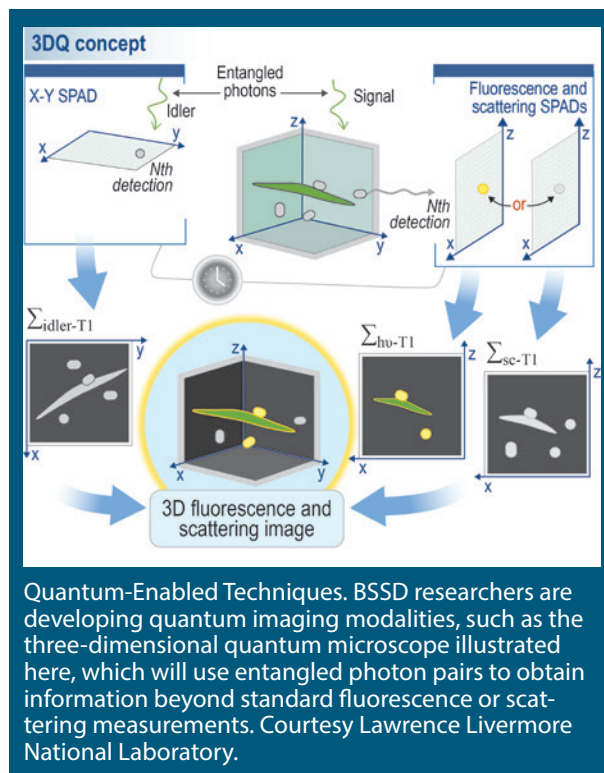 3DQ concept
X-Y SPAD
Entangled
photons
Idler
Signal
Fluorescence and
scattering SPADs
x
y
Nth
detection
z
x
y
Nth
detection
z
x
or
z
x
∑idler-T1
y
x
z
x
y
∑hυ-T1
z
x
∑sc-T1
z
x
3D fluorescence and
scattering image
Quantum-Enabled Techniques. BSSD researchers are
developing quantum imaging modalities, such as the
three-dimensional quantum microscope illustrated
here, which will use entangled photon pairs to obtain
information beyond standard fluorescence or scat-
tering measurements. Courtesy Lawrence Livermore
National Laboratory.